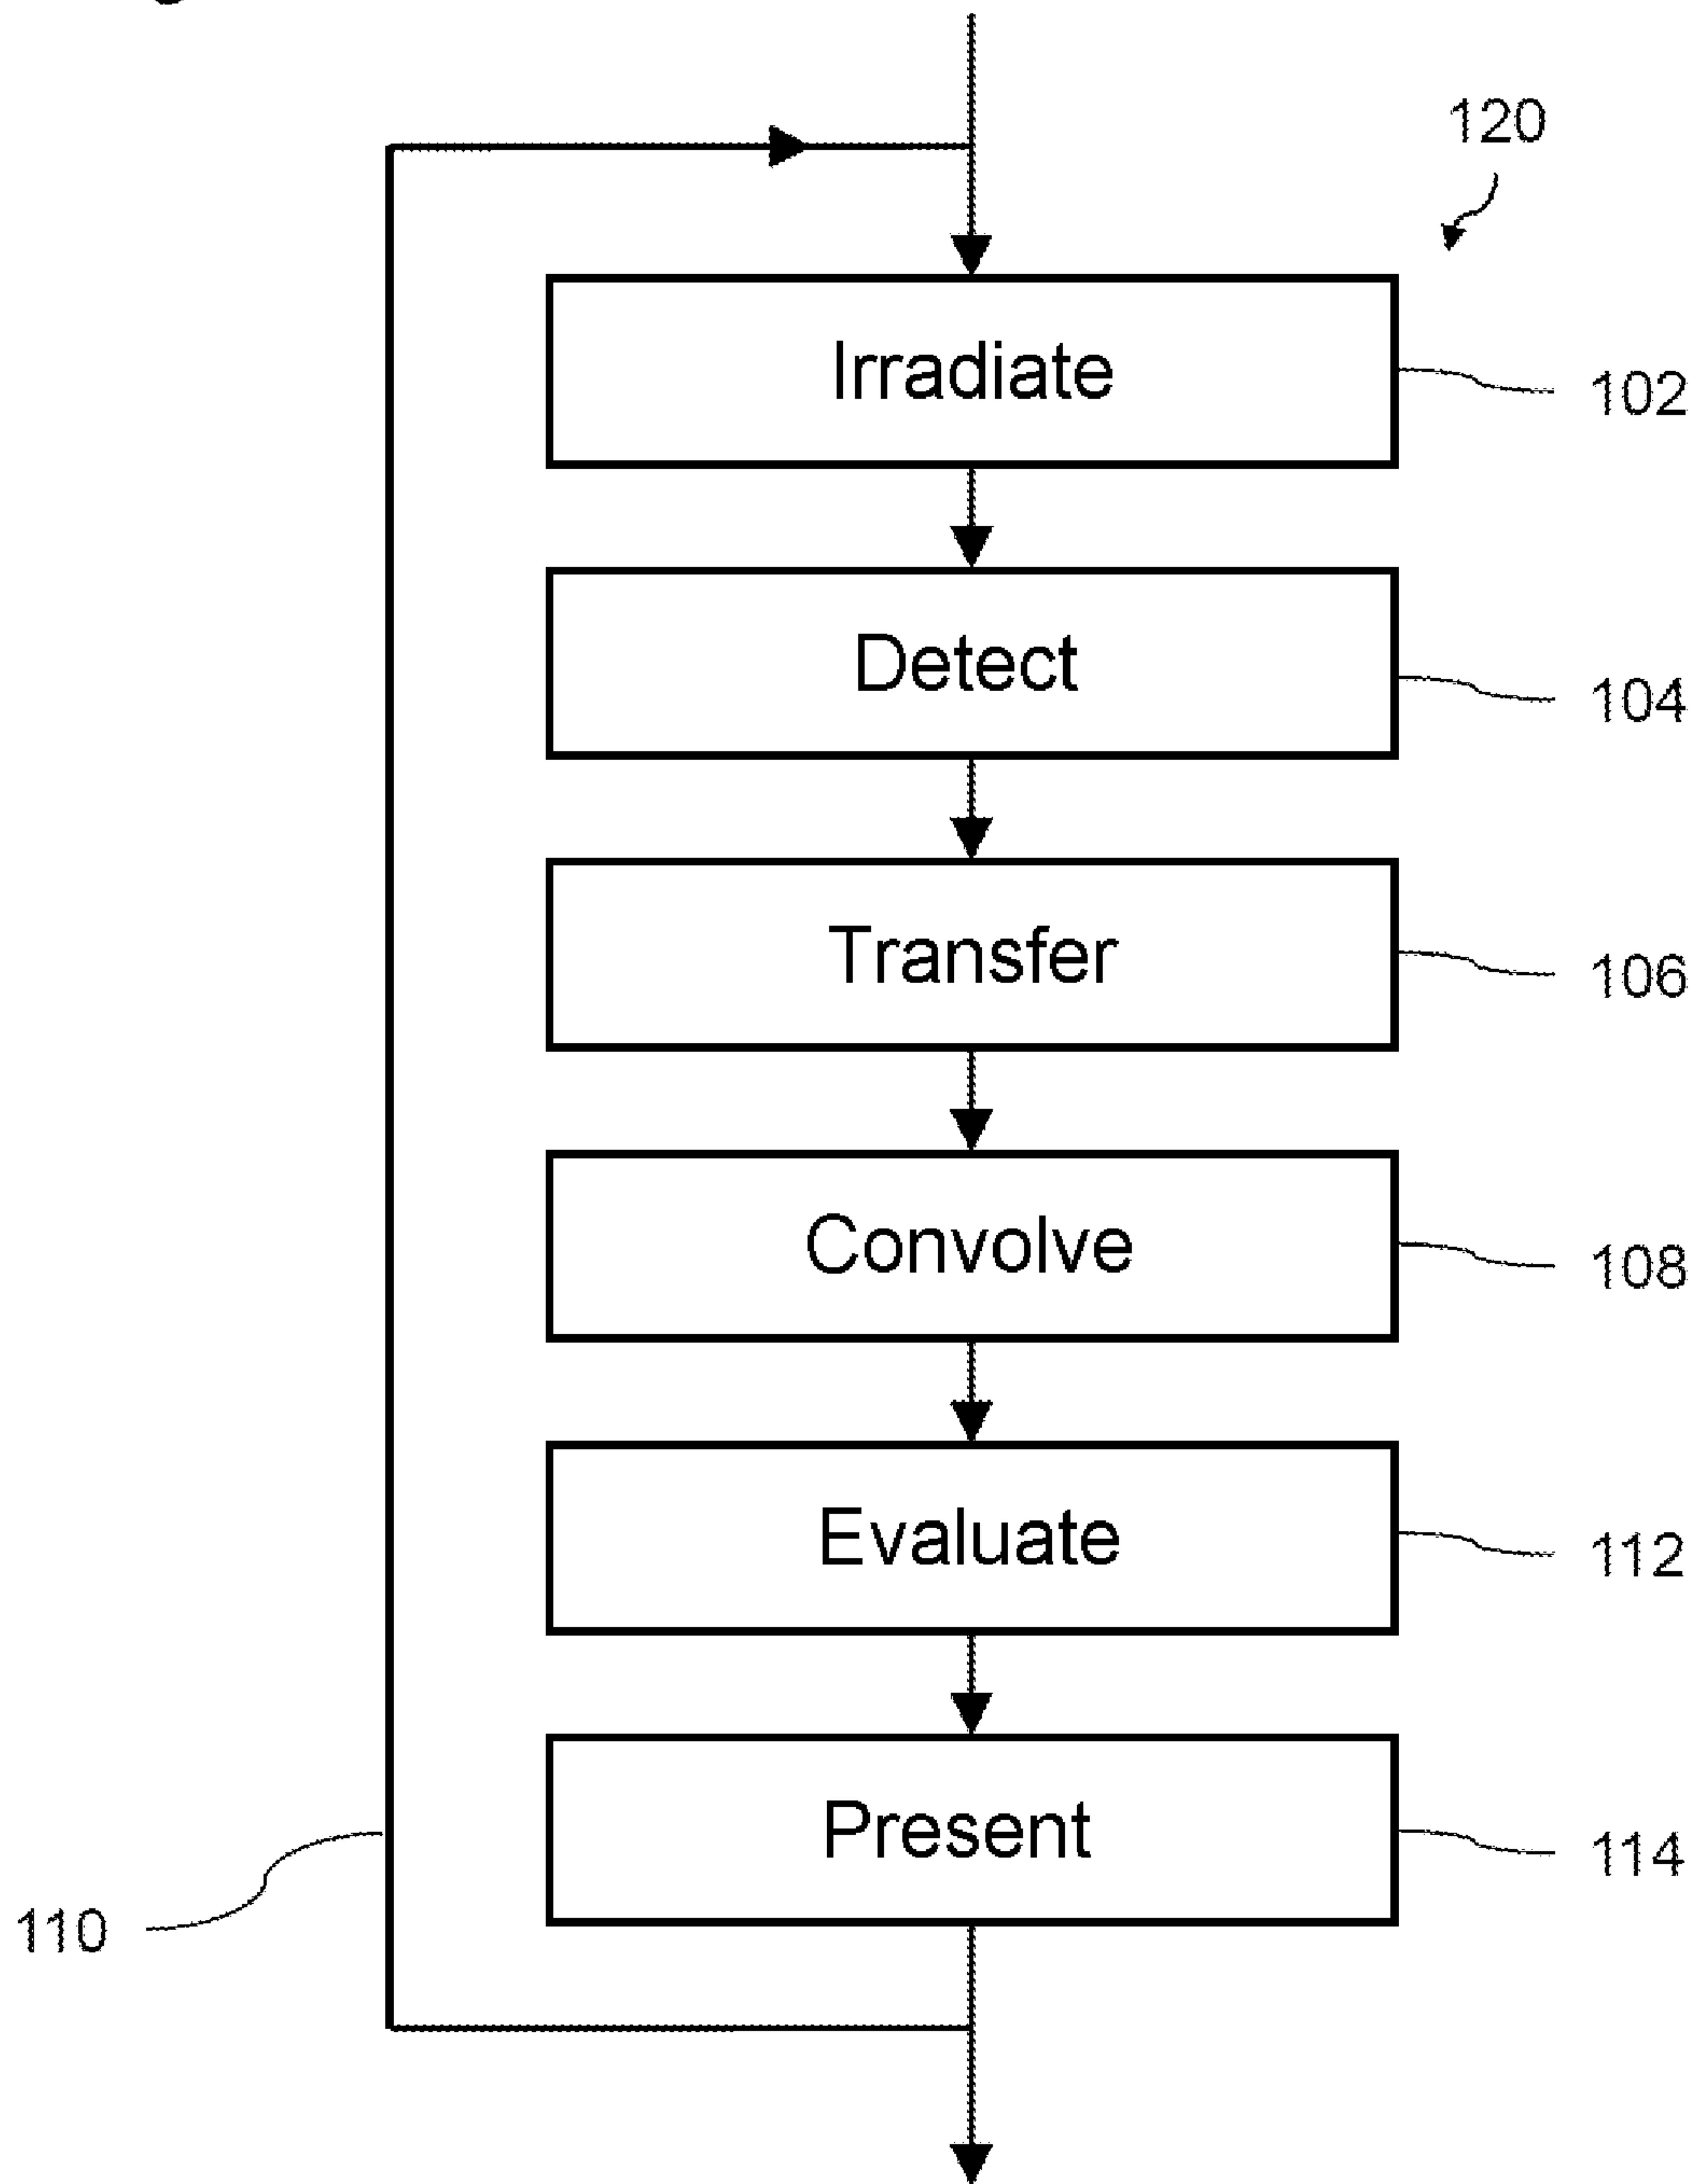 120
Irradiate
102
Detect
104
Transfer
106
Convolve
108
Evaluate
112
Present
114
110